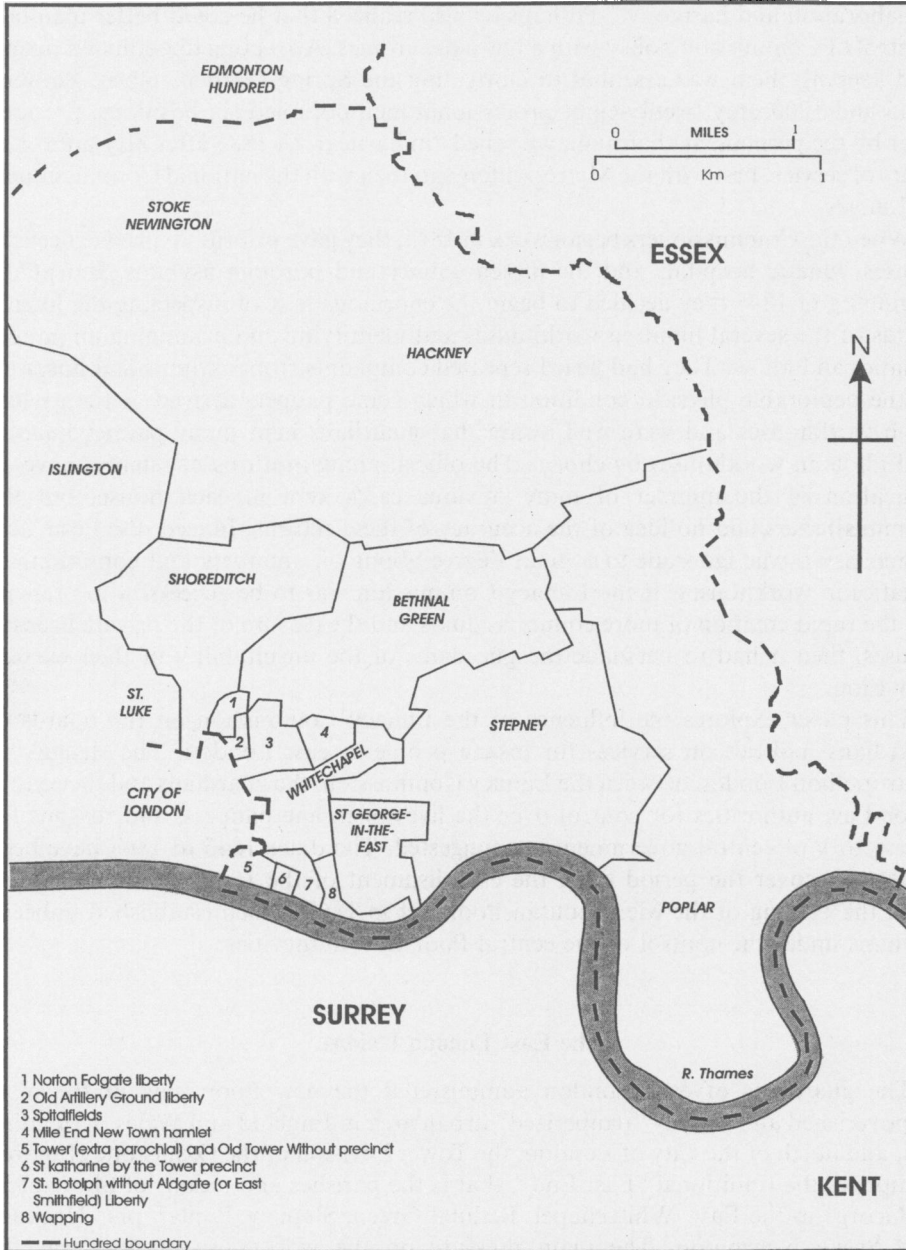 EDMONTON
HUNDRED
0 MILES 1
0 Km 1
STOKE
NEWINGTON
ESSEX
HACKNEY
N
ISLINGTON
SHOREDITCH
BETHNAL
GREEN
ST.
LUKE
1
2
4
STEPNEY
WHITECHAPEL
CITY OF
LONDON
ST GEORGE-
IN-THE-
EAST
5
6
8
POPLAR
SURREY
R. Thames
1 Norton Folgate liberty
2 Old Artillery Ground liberty
3 Spitalfields
4 Mile End New Town hamlet
5 Tower (extra parochial) and Old Tower Without precinct
6 St katharine by the Tower precinct
7 St. Botolph without Aldgate (or East
Smithfield) Liberty
8 Wapping
Hundred boundary
KENT